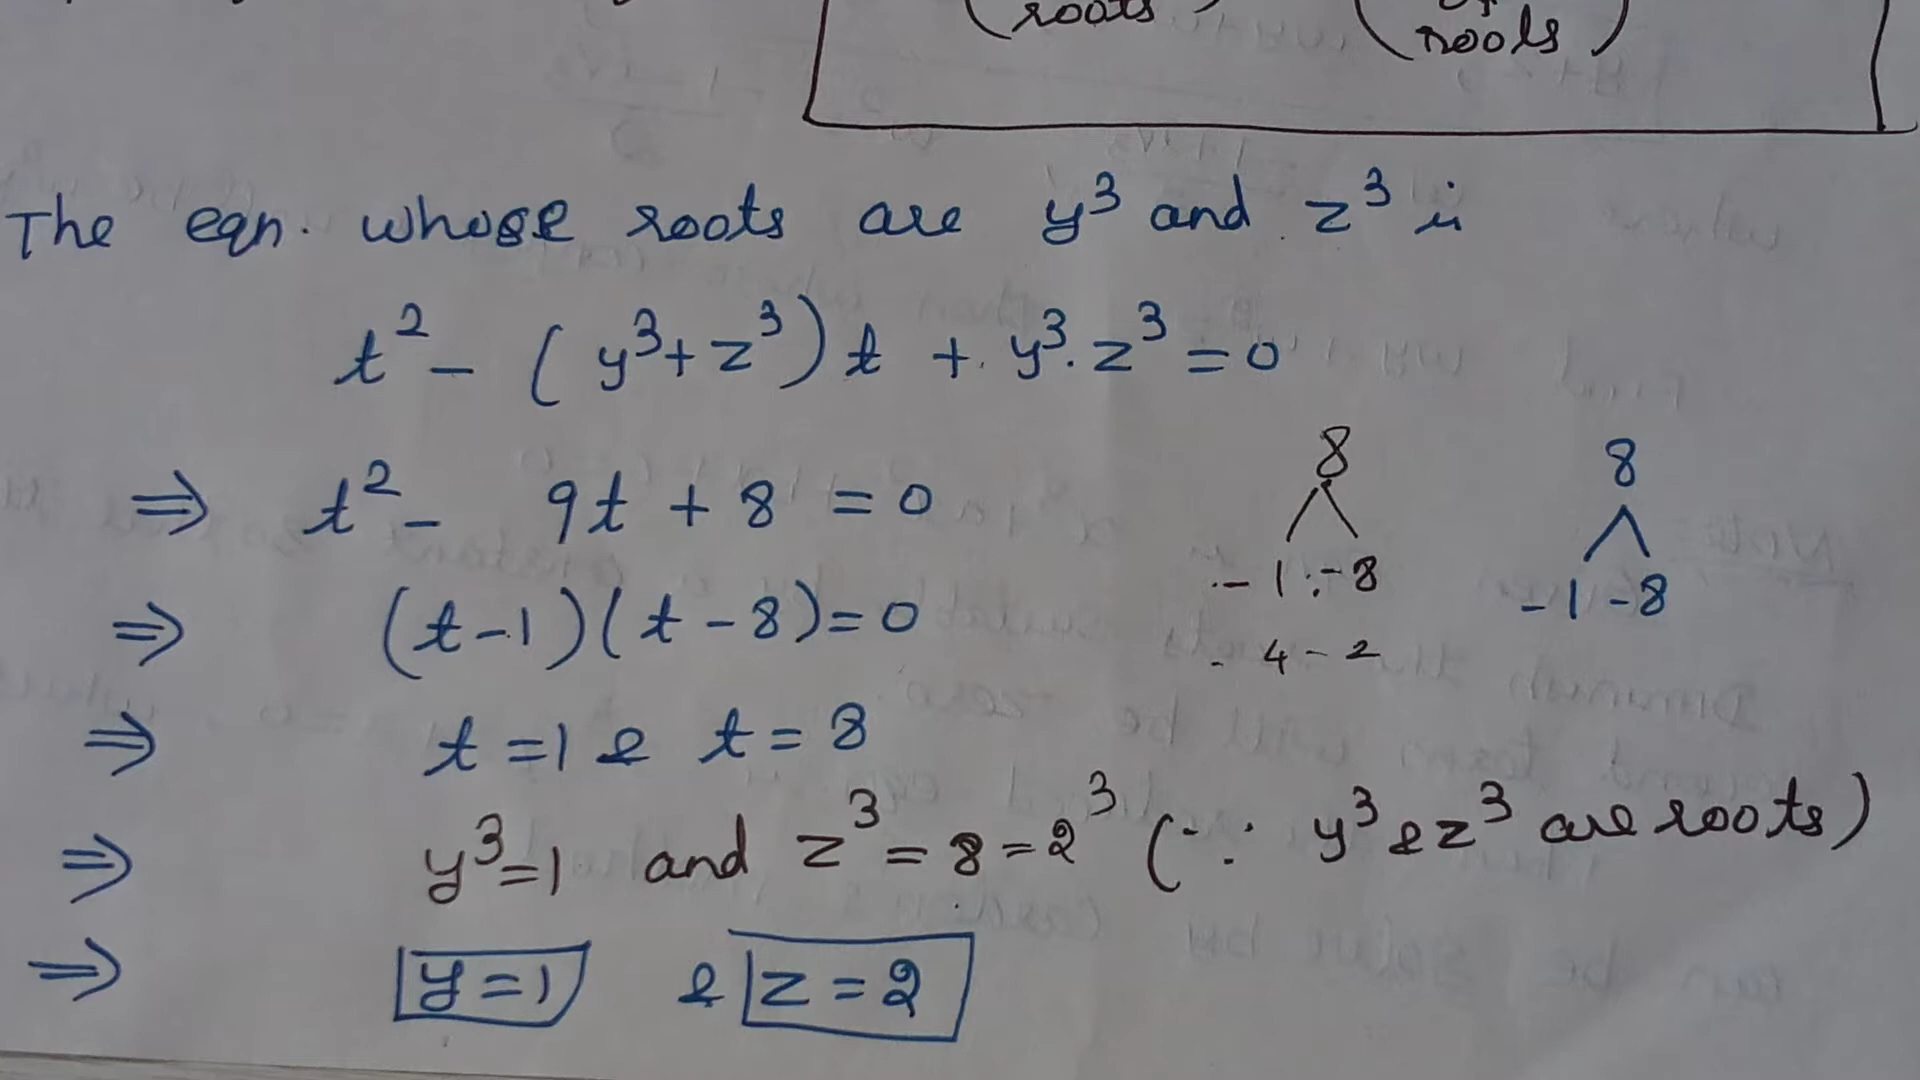 (roots
roots)
The eqn. whose roots are y³ and z³ is
t² - (y³+z³)t + y³.z³ = 0
⇒ t² - 9t + 8 = 0
8
-1 -8
-4 -2
8
-1 -8
⇒ (t-1)(t-8)=0
⇒ t=1 & t=8
⇒ y³=1 and z³=8=2³ (∵ y³ & z³ are roots)
⇒ y=1 & z=2